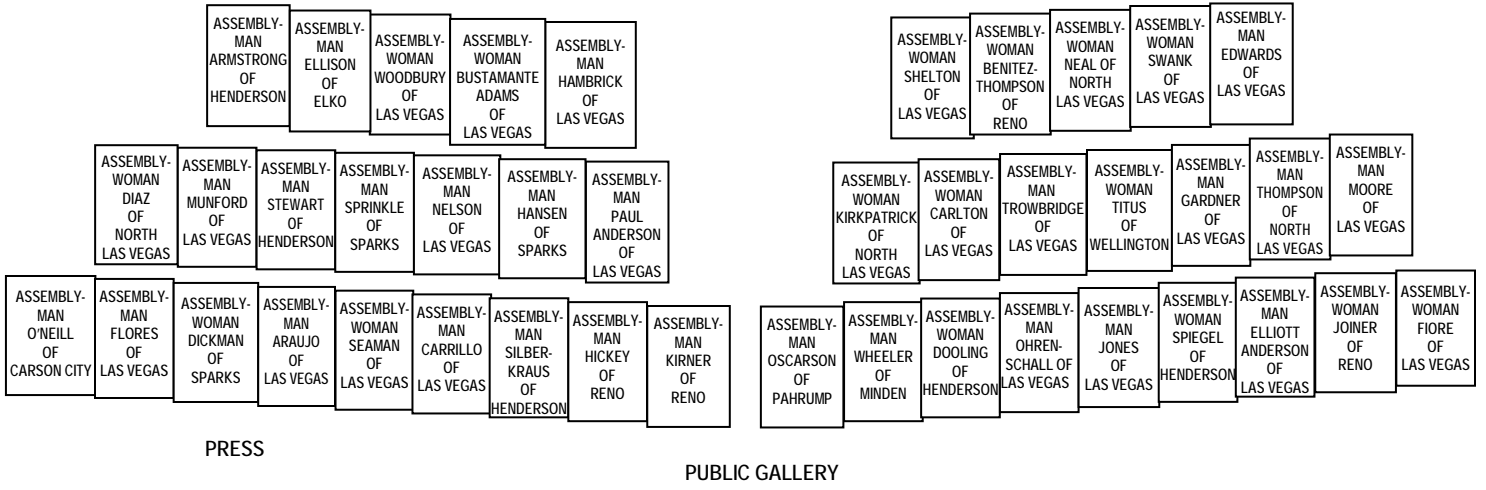 ASSEMBLY-
MAN
ARMSTRONG
OF
HENDERSON
ASSEMBLY-
MAN
ELLISON
OF
ELKO
ASSEMBLY-
WOMAN
WOODBURY
OF
LAS VEGAS
ASSEMBLY-
WOMAN
BUSTAMANTE
ADAMS
OF
LAS VEGAS
ASSEMBLY-
MAN
HAMBRICK
OF
LAS VEGAS
ASSEMBLY-
WOMAN
SHELTON
OF
LAS VEGAS
ASSEMBLY-
WOMAN
BENITEZ-
THOMPSON
OF
RENO
ASSEMBLY-
WOMAN
NEAL OF
NORTH
LAS VEGAS
ASSEMBLY-
WOMAN
SWANK
OF
LAS VEGAS
ASSEMBLY-
MAN
EDWARDS
OF
LAS VEGAS
ASSEMBLY-
WOMAN
DIAZ
OF
NORTH
LAS VEGAS
ASSEMBLY-
MAN
MUNFORD
OF
LAS VEGAS
ASSEMBLY-
MAN
STEWART
OF
HENDERSON
ASSEMBLY-
MAN
SPRINKLE
OF
SPARKS
ASSEMBLY-
MAN
NELSON
OF
LAS VEGAS
ASSEMBLY-
MAN
HANSEN
OF
SPARKS
ASSEMBLY-
MAN
PAUL
ANDERSON
OF
LAS VEGAS
ASSEMBLY-
WOMAN
KIRKPATRICK
OF
NORTH
LAS VEGAS
ASSEMBLY-
WOMAN
CARLTON
OF
LAS VEGAS
ASSEMBLY-
MAN
TROWBRIDGE
OF
LAS VEGAS
ASSEMBLY-
WOMAN
TITUS
OF
WELLINGTON
ASSEMBLY-
MAN
GARDNER
OF
LAS VEGAS
ASSEMBLY-
MAN
THOMPSON
OF
NORTH
LAS VEGAS
ASSEMBLY-
MAN
MOORE
OF
LAS VEGAS
ASSEMBLY-
MAN
O'NEILL
OF
CARSON CITY
ASSEMBLY-
MAN
FLORES
OF
LAS VEGAS
ASSEMBLY-
WOMAN
DICKMAN
OF
SPARKS
ASSEMBLY-
MAN
ARAUJO
OF
LAS VEGAS
ASSEMBLY-
WOMAN
SEAMAN
OF
LAS VEGAS
ASSEMBLY-
MAN
CARRILLO
OF
LAS VEGAS
ASSEMBLY-
MAN
SILBER-
KRAUS
OF
HENDERSON
ASSEMBLY-
MAN
HICKEY
OF
RENO
ASSEMBLY-
MAN
KIRNER
OF
RENO
ASSEMBLY-
MAN
OSCARSON
OF
PAHRUMP
ASSEMBLY-
MAN
WHEELER
OF
MINDEN
ASSEMBLY-
WOMAN
DOOLING
OF
HENDERSON
ASSEMBLY-
MAN
OHREN-
SCHALL OF
LAS VEGAS
ASSEMBLY-
MAN
JONES
OF
LAS VEGAS
ASSEMBLY-
WOMAN
SPIEGEL
OF
HENDERSON
ASSEMBLY-
MAN
ELLIOTT
ANDERSON
OF
LAS VEGAS
ASSEMBLY-
WOMAN
JOINER
OF
RENO
ASSEMBLY-
WOMAN
FIORE
OF
LAS VEGAS
PRESS
PUBLIC GALLERY